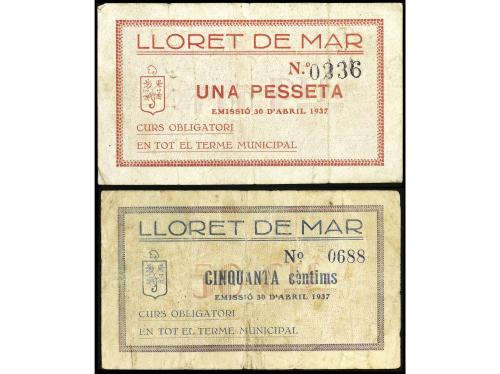 LLORET DE MAR
N.º 0236
UNA PESSETA
EMISSIÓ 30 D'ABRIL 1937
CURS OBLIGATORI
EN TOT EL TERME MUNICIPAL
LLORET DE MAR
Nº 0688
CINQUANTA cèntims
EMISSIÓ 30 D'ABRIL 1937
CURS OBLIGATORI
EN TOT EL TERME MUNICIPAL